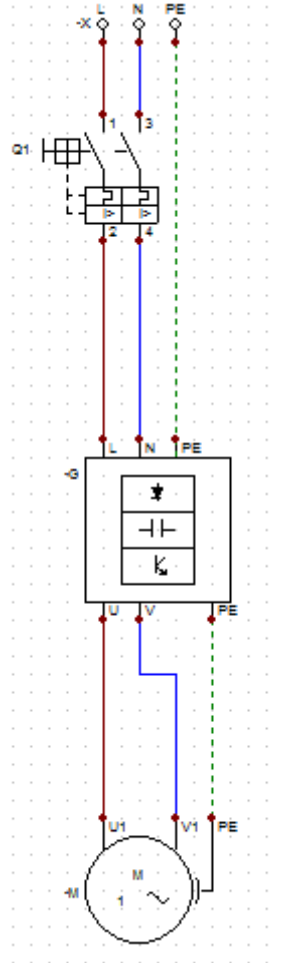 L N PE
-X
1 3
Q1
I> I>
2 4
L N PE
-G
U V PE
U1 V1 PE
M
-M
1